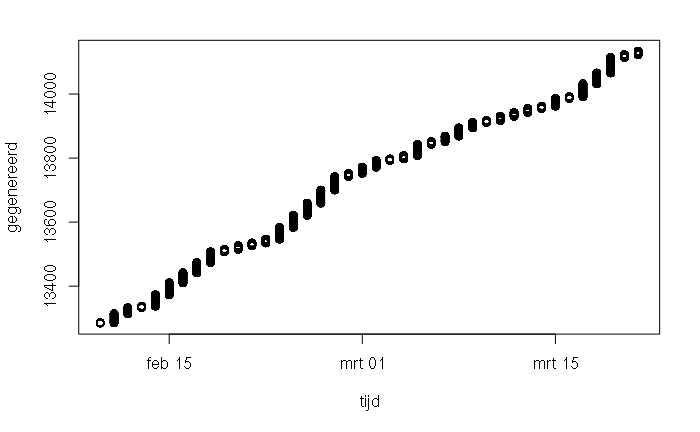 gegenereerd
14000
13800
13600
13400
feb 15
mrt 01
mrt 15
tijd